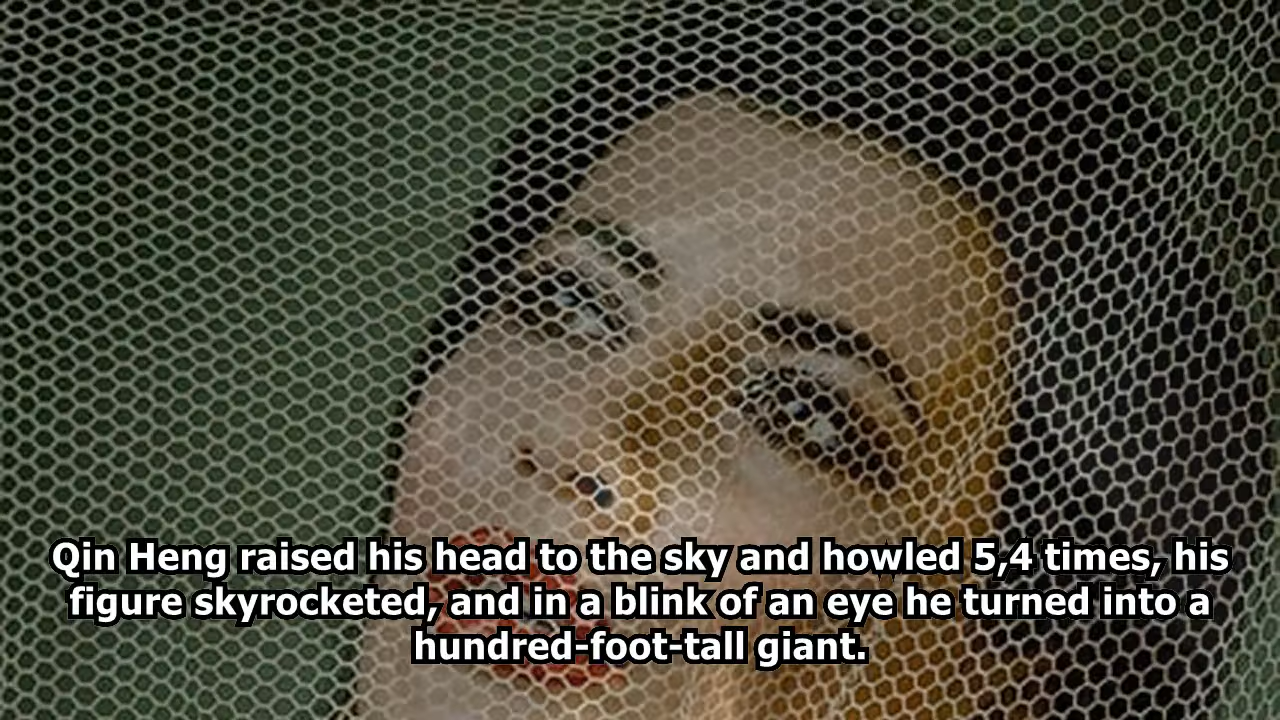 Qin Heng raised his head to the sky and howled 5,4 times, his
figure skyrocketed, and in a blink of an eye he turned into a
hundred-foot-tall giant.